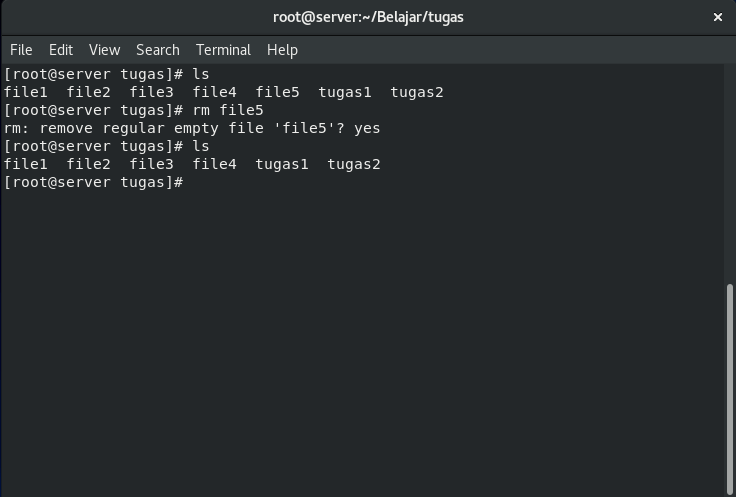 root@server:~/Belajar/tugas
File  Edit  View  Search  Terminal  Help
[root@server tugas]# ls
file1  file2  file3  file4  file5  tugas1  tugas2
[root@server tugas]# rm file5
rm: remove regular empty file 'file5'? yes
[root@server tugas]# ls
file1  file2  file3  file4  tugas1  tugas2
[root@server tugas]#